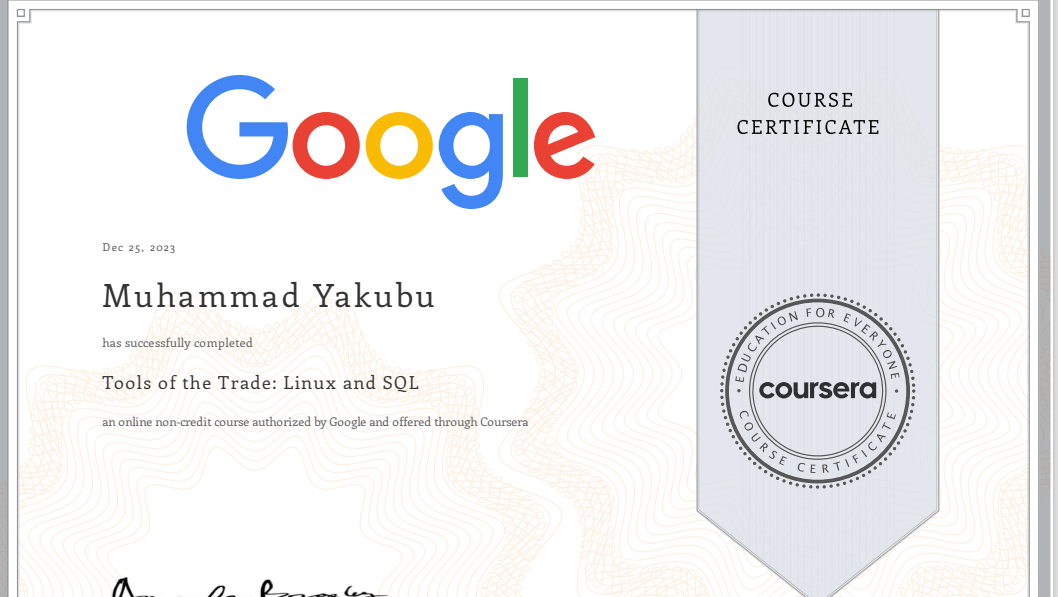 Google
COURSE
CERTIFICATE
Dec 25, 2023
Muhammad Yakubu
has successfully completed
Tools of the Trade: Linux and SQL
an online non-credit course authorized by Google and offered through Coursera
EDUCATION FOR EVERYONE
coursera
COURSE CERTIFICATE